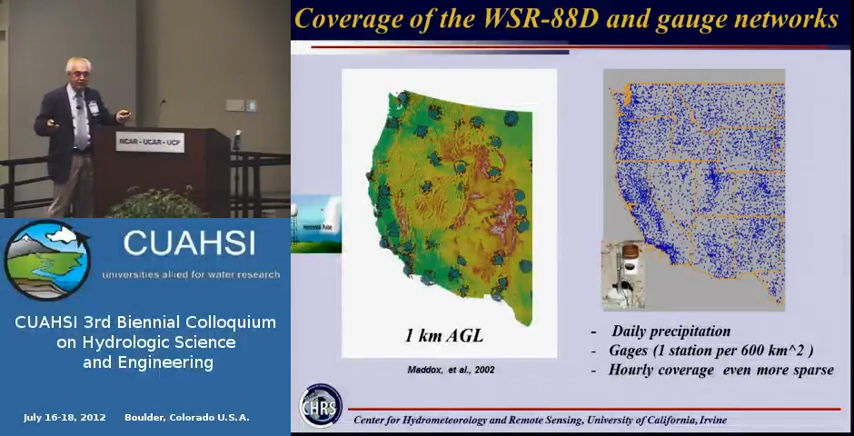 Coverage of the WSR-88D and gauge networks
NCAR - UCAR - UCP
CUAHSI
universities allied for water research
CUAHSI 3rd Biennial Colloquium
on Hydrologic Science
and Engineering
July 16-18, 2012 Boulder, Colorado U.S.A.
1 km AGL
Maddox, et al., 2002
- Daily precipitation
- Gages (1 station per 600 km^2 )
- Hourly coverage even more sparse
CHRS
Center for Hydrometeorology and Remote Sensing, University of California, Irvine